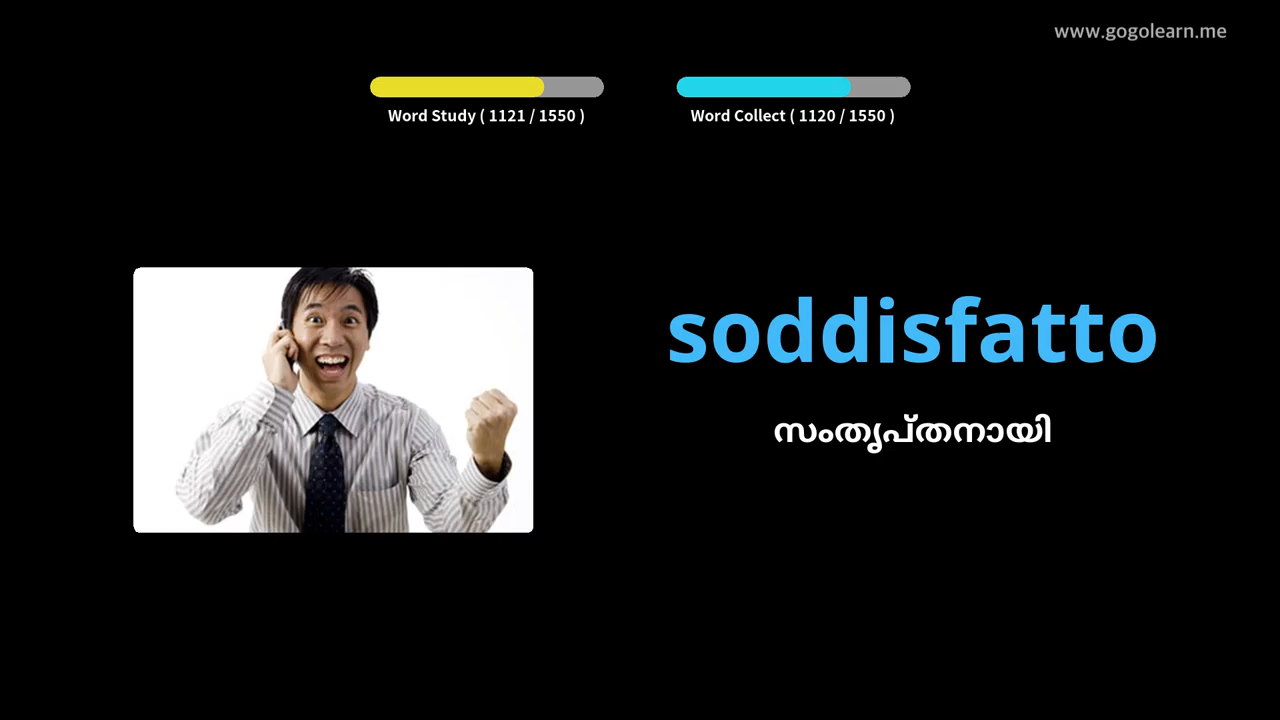 www.gogolearn.me
Word Study ( 1121 / 1550 )
Word Collect ( 1120 / 1550 )
soddisfatto
സംതൃപ്തനായി